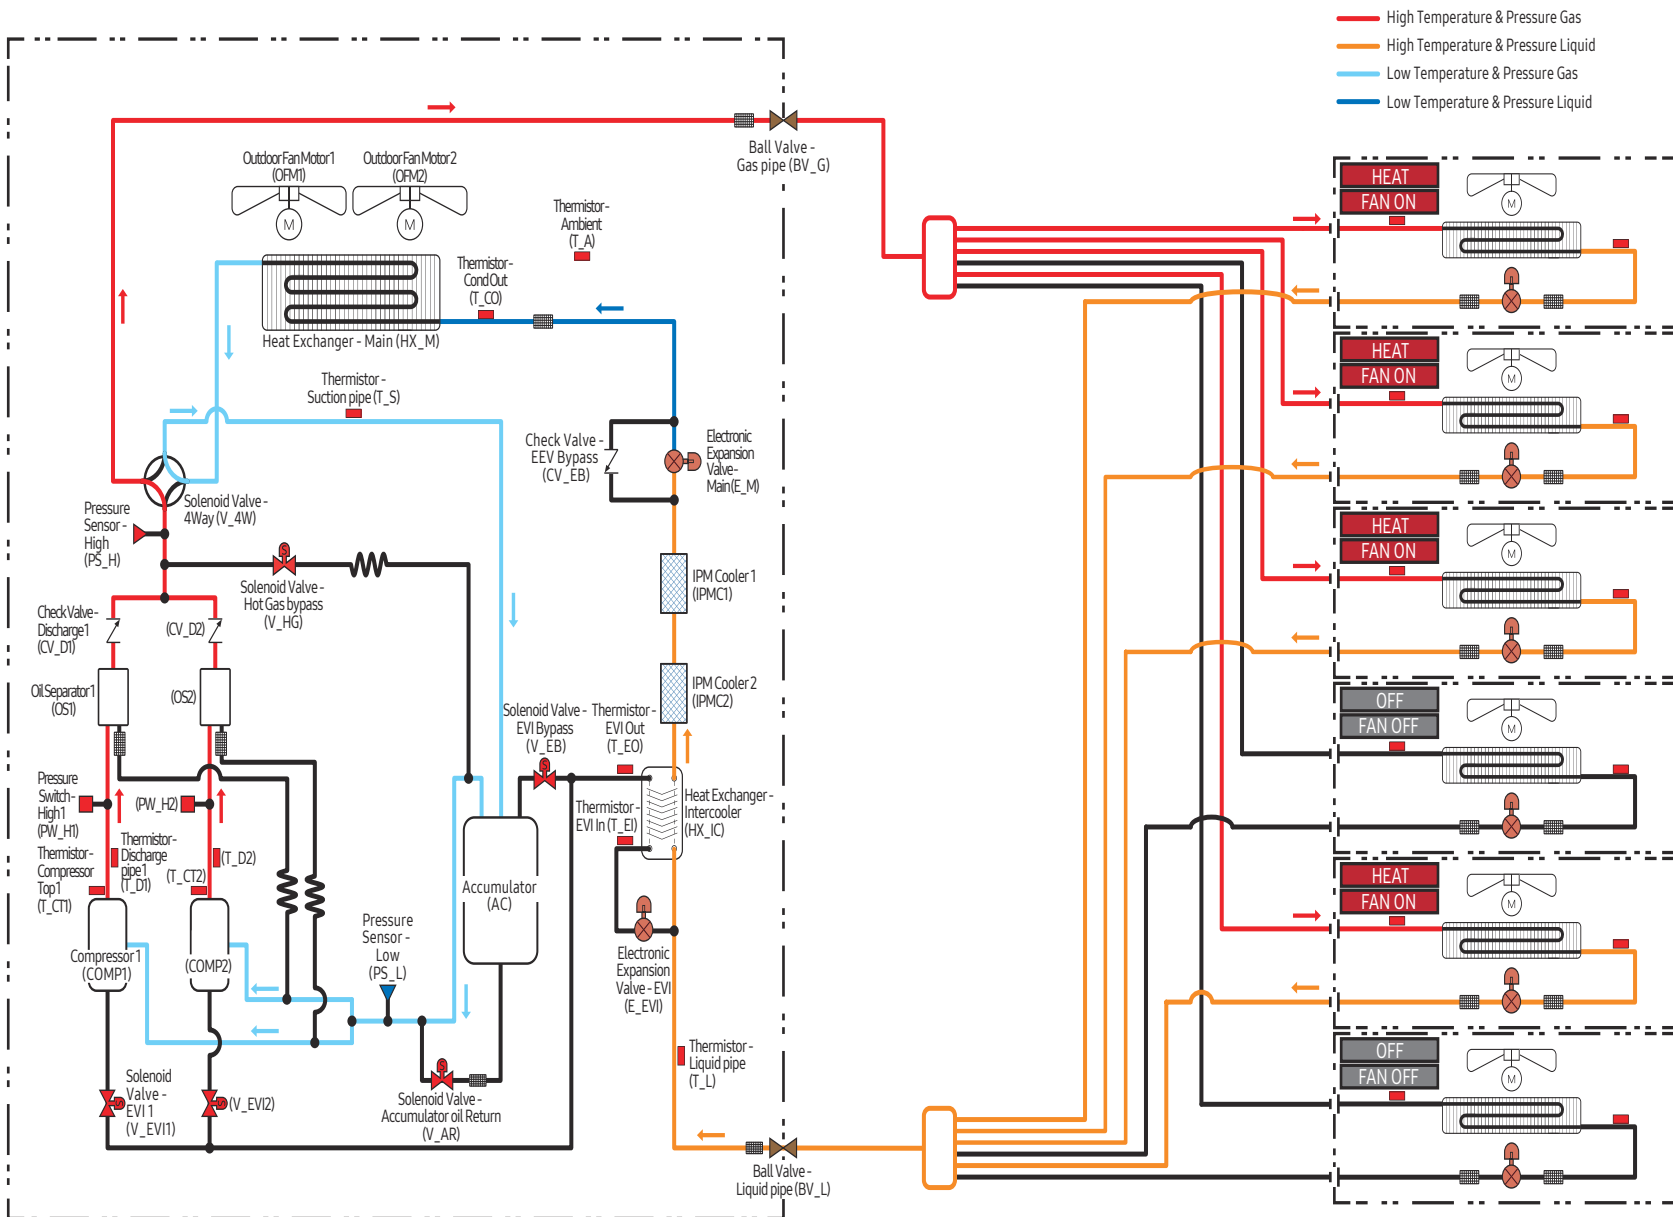 High Temperature & Pressure Gas
High Temperature & Pressure Liquid
Low Temperature & Pressure Gas
Low Temperature & Pressure Liquid
Ball Valve -
Gas pipe (BV_G)
Outdoor Fan Motor1
(OFM1)
Outdoor Fan Motor2
(OFM2)
M
M
Thermistor-
Ambient
(T_A)
Thermistor-
Cond Out
(T_CO)
Heat Exchanger - Main (HX_M)
Thermistor -
Suction pipe (T_S)
Check Valve -
EEV Bypass
(CV_EB)
Electronic
Expansion
Valve-
Main(E_M)
Solenoid Valve -
4Way (V_4W)
Pressure
Sensor -
High
(PS_H)
S
Solenoid Valve -
Hot Gas bypass
(V_HG)
IPM Cooler 1
(IPMC1)
Check Valve -
Discharge1
(CV_D1)
(CV_D2)
Oil Separator1
(OS1)
(OS2)
IPM Cooler 2
(IPMC2)
Solenoid Valve -
EVI Bypass
(V_EB)
S
Thermistor -
EVI Out
(T_EO)
Pressure
Switch-
High1
(PW_H1)
(PW_H2)
Thermistor -
EVI In (T_EI)
Heat Exchanger -
Intercooler
(HX_IC)
Thermistor-
Discharge
pipe1
(T_D1)
(T_D2)
Thermistor-
Compressor
Top1
(T_CT1)
(T_CT2)
Accumulator
(AC)
Compressor1
(COMP1)
(COMP2)
Pressure
Sensor -
Low
(PS_L)
Electronic
Expansion
Valve - EVI
(E_EVI)
Thermistor -
Liquid pipe
(T_L)
Solenoid
Valve -
EVI 1
(V_EVI1)
S
S
(V_EVI2)
S
Solenoid Valve -
Accumulator oil Return
(V_AR)
Ball Valve -
Liquid pipe (BV_L)
HEAT
FAN ON
M
HEAT
FAN ON
M
HEAT
FAN ON
M
OFF
FAN OFF
M
HEAT
FAN ON
M
OFF
FAN OFF
M